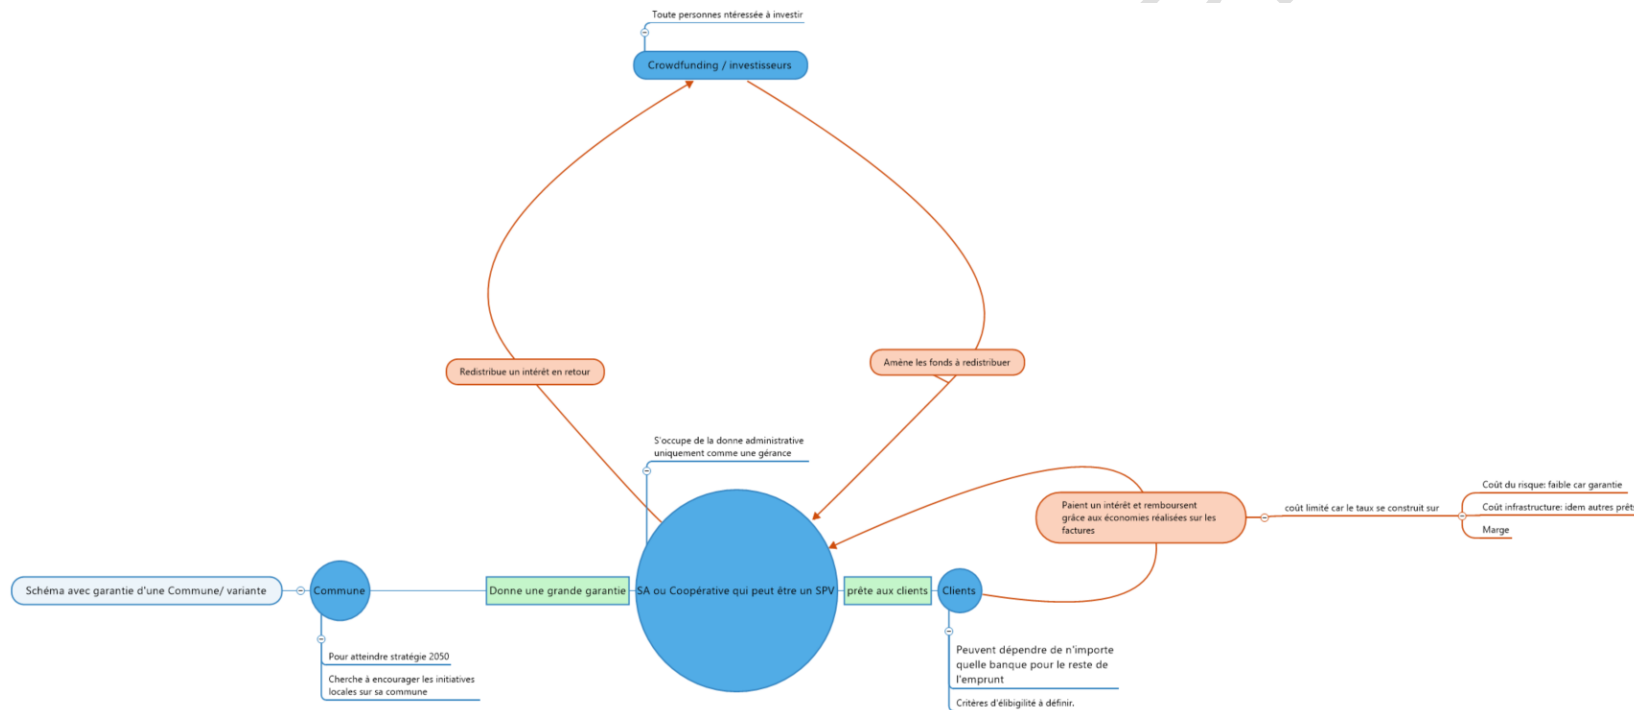 Toute personnes ntéressée à investir
Crowdfunding / investisseurs
Redistribue un intérêt en retour
Amène les fonds à redistribuer
S'occupe de la donne administrative
uniquement comme une gérance
Paient un intérêt et remboursent
grâce aux économies réalisées sur les
factures
coût limité car le taux se construit sur
Coût du risque: faible car garantie
Coût infrastructure: idem autres prêts
Marge
Schéma avec garantie d'une Commune/ variante
Commune
Donne une grande garantie
SA ou Coopérative qui peut être un SPV
prête aux clients
Clients
Pour atteindre stratégie 2050
Cherche à encourager les initiatives
locales sur sa commune
Peuvent dépendre de n'importe
quelle banque pour le reste de
l'emprunt
Critères d'élibigilité à définir.